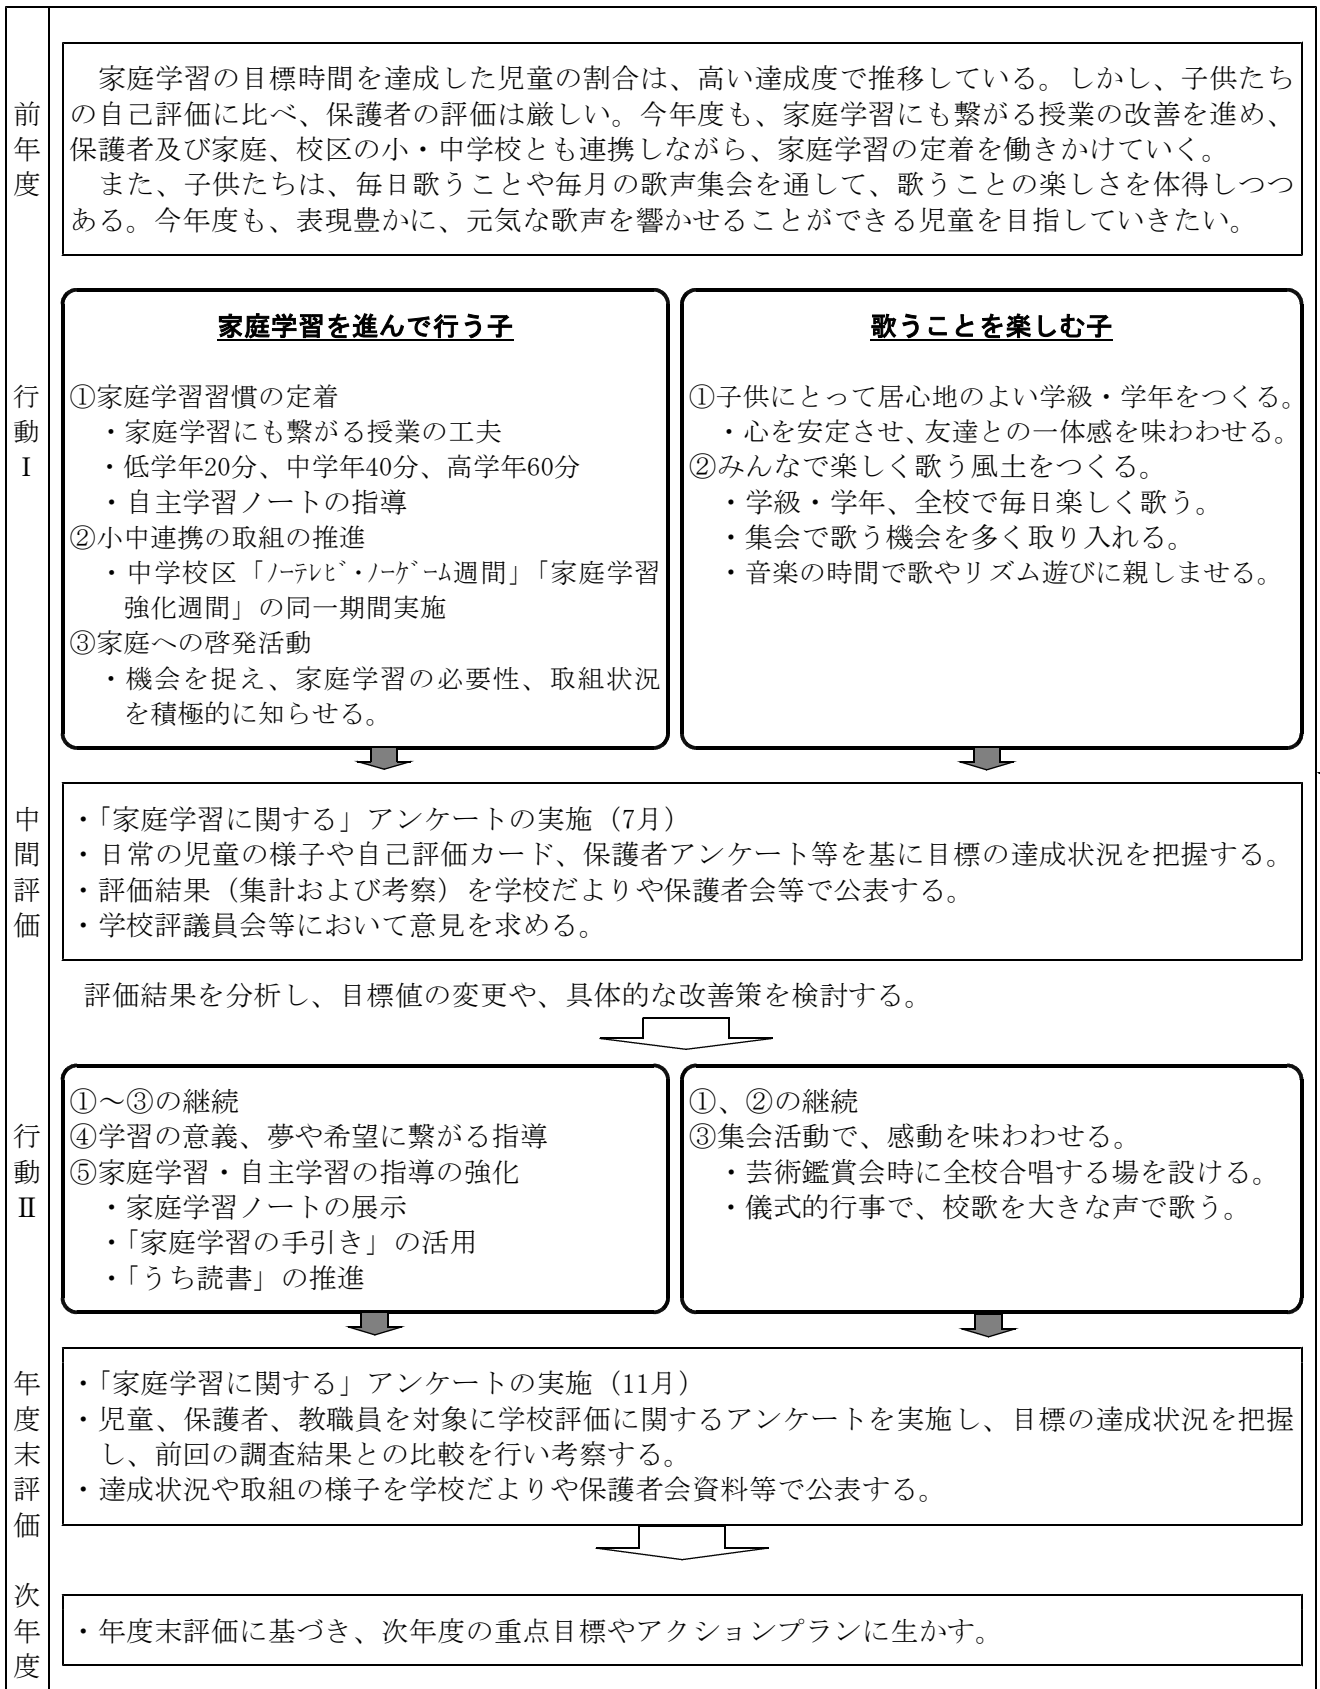 前年度
家庭学習の目標時間を達成した児童の割合は、高い達成度で推移している。しかし、子供たち
の自己評価に比べ、保護者の評価は厳しい。今年度も、家庭学習にも繋がる授業の改善を進め、
保護者及び家庭、校区の小・中学校とも連携しながら、家庭学習の定着を働きかけていく。
また、子供たちは、毎日歌うことや毎月の歌声集会を通して、歌うことの楽しさを体得しつつ
ある。今年度も、表現豊かに、元気な歌声を響かせることができる児童を目指していきたい。
行動Ⅰ
家庭学習を進んで行う子
①家庭学習習慣の定着
・家庭学習にも繋がる授業の工夫
・低学年20分、中学年40分、高学年60分
・自主学習ノートの指導
②小中連携の取組の推進
・中学校区「ノーテレビ・ノーゲーム週間」「家庭学習
強化週間」の同一期間実施
③家庭への啓発活動
・機会を捉え、家庭学習の必要性、取組状況
を積極的に知らせる。
歌うことを楽しむ子
①子供にとって居心地のよい学級・学年をつくる。
・心を安定させ、友達との一体感を味わわせる。
②みんなで楽しく歌う風土をつくる。
・学級・学年、全校で毎日楽しく歌う。
・集会で歌う機会を多く取り入れる。
・音楽の時間で歌やリズム遊びに親しませる。
中間評価
・「家庭学習に関する」アンケートの実施（7月）
・日常の児童の様子や自己評価カード、保護者アンケート等を基に目標の達成状況を把握する。
・評価結果（集計および考察）を学校だよりや保護者会等で公表する。
・学校評議員会等において意見を求める。
評価結果を分析し、目標値の変更や、具体的な改善策を検討する。
行動Ⅱ
①～③の継続
④学習の意義、夢や希望に繋がる指導
⑤家庭学習・自主学習の指導の強化
・家庭学習ノートの展示
・「家庭学習の手引き」の活用
・「うち読書」の推進
①、②の継続
③集会活動で、感動を味わわせる。
・芸術鑑賞会時に全校合唱する場を設ける。
・儀式的行事で、校歌を大きな声で歌う。
年度末評価
・「家庭学習に関する」アンケートの実施（11月）
・児童、保護者、教職員を対象に学校評価に関するアンケートを実施し、目標の達成状況を把握
し、前回の調査結果との比較を行い考察する。
・達成状況や取組の様子を学校だよりや保護者会資料等で公表する。
次年度
・年度末評価に基づき、次年度の重点目標やアクションプランに生かす。